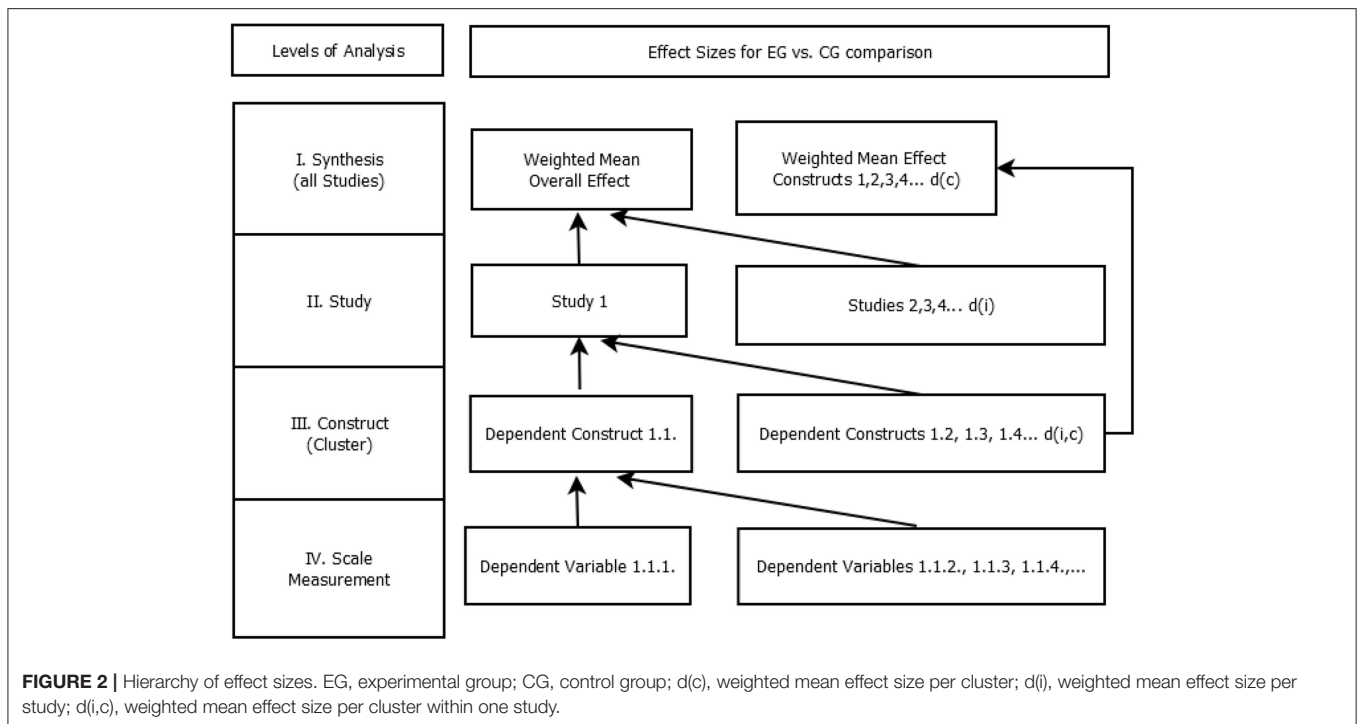 Levels of Analysis
Effect Sizes for EG vs. CG comparison
I. Synthesis
(all Studies)
Weighted Mean
Overall Effect
Weighted Mean Effect
Constructs 1,2,3,4... d(c)
II. Study
Study 1
Studies 2,3,4... d(i)
III. Construct
(Cluster)
Dependent Construct 1.1.
Dependent Constructs 1.2, 1.3, 1.4... d(i,c)
IV. Scale
Measurement
Dependent Variable 1.1.1.
Dependent Variables 1.1.2., 1.1.3, 1.1.4.,...
FIGURE 2 | Hierarchy of effect sizes. EG, experimental group; CG, control group; d(c), weighted mean effect size per cluster; d(i), weighted mean effect size per
study; d(i,c), weighted mean effect size per cluster within one study.